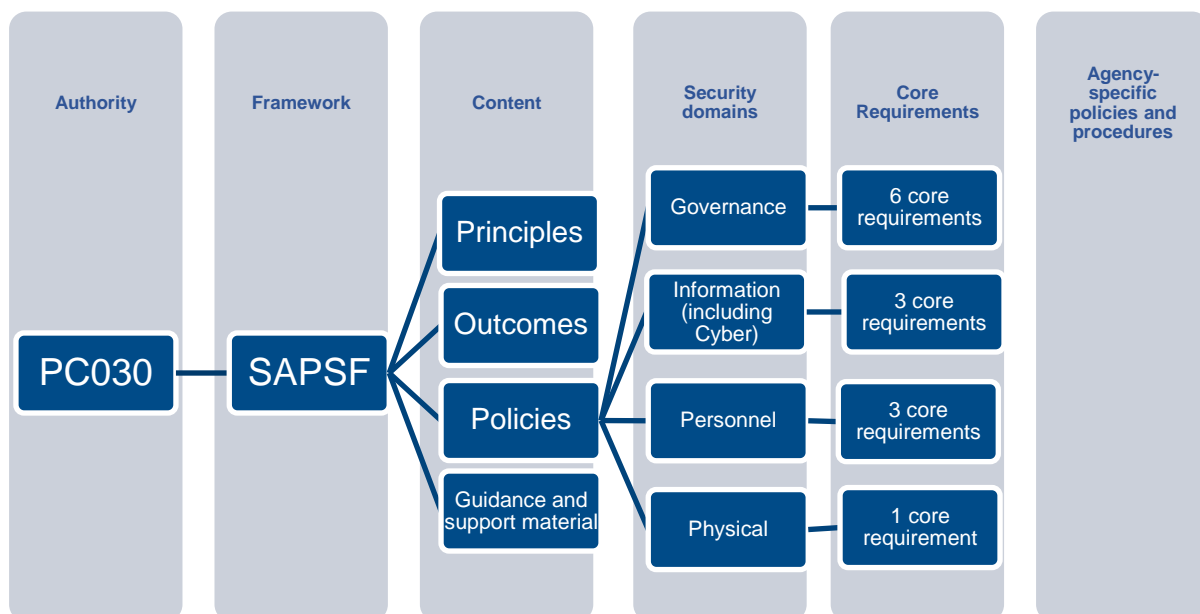 Authority
Framework
Content
Security
domains
Core
Requirements
Agency-
specific
policies and
procedures
PC030
SAPSF
Principles
Outcomes
Policies
Guidance and
support material
Governance
Information
(including
Cyber)
Personnel
Physical
6 core
requirements
3 core
requirements
3 core
requirements
1 core
requirement